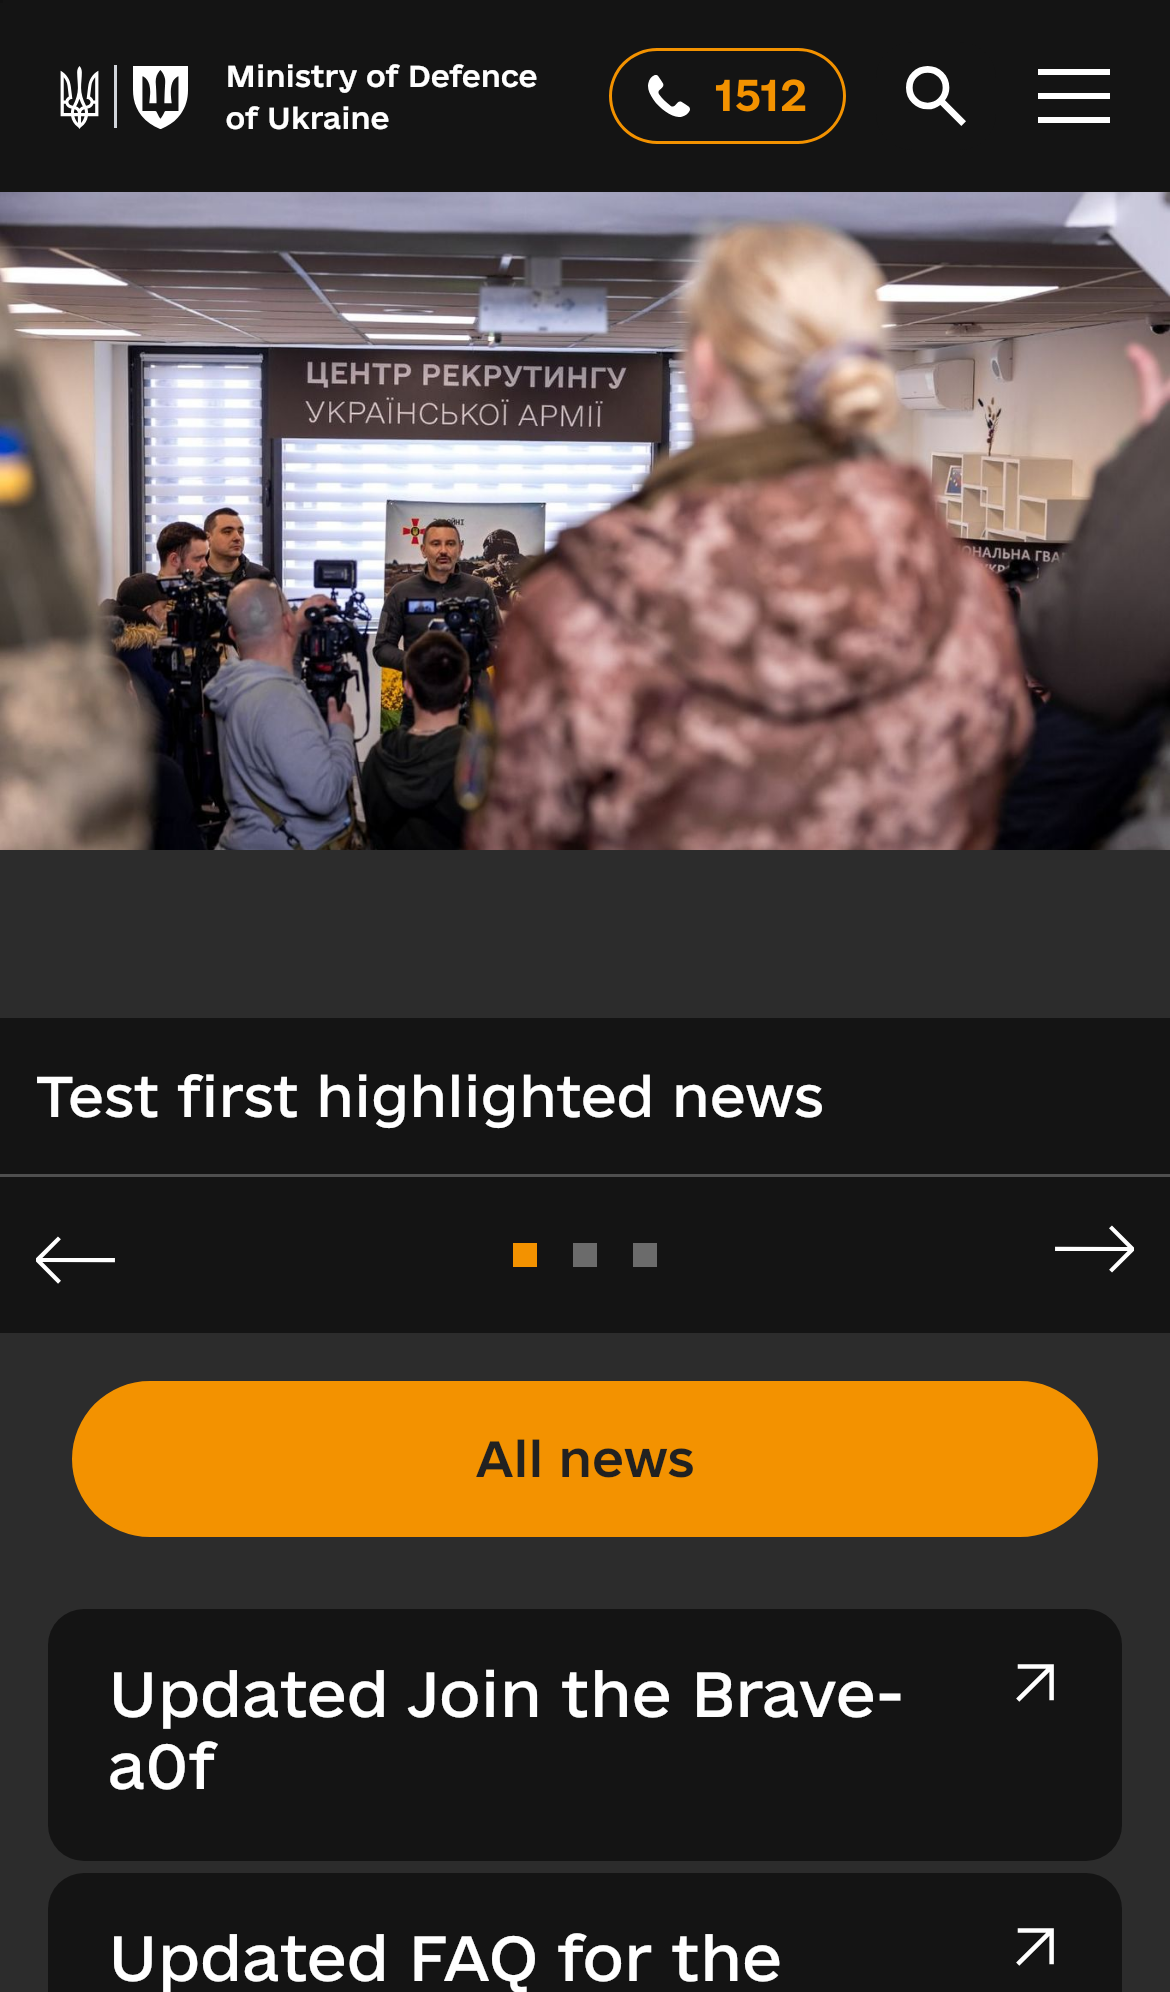 Ministry of Defence
of Ukraine
1512
ЦЕНТР РЕКРУТИНГУ
УКРАЇНСЬКОЇ АРМІЇ
Test first highlighted news
All news
Updated Join the Brave-
a0f
Updated FAQ for the